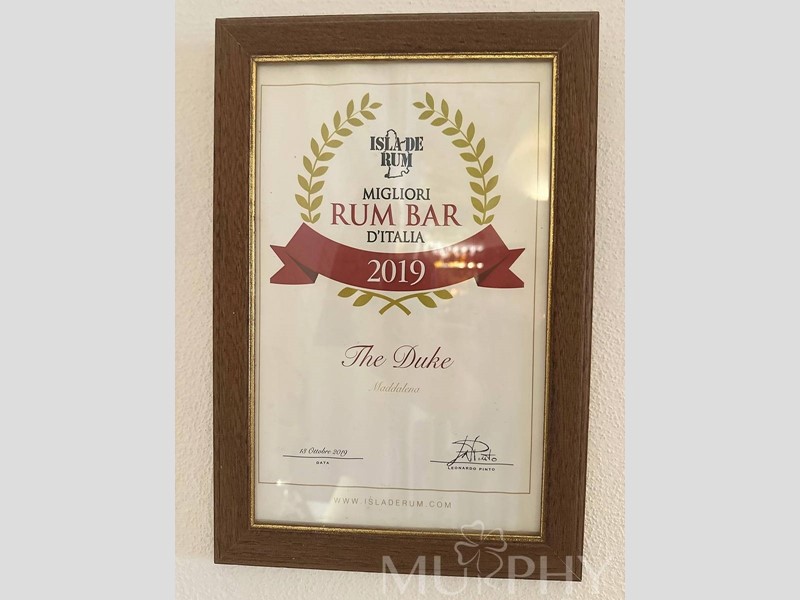 ISLA DE
RUM
MIGLIORI
RUM BAR
D'ITALIA
2019
The Duke
Maddalena
13 Ottobre 2019
DATA
LEONARDO PINTO
WWW.ISLADERUM.COM
MURPHY